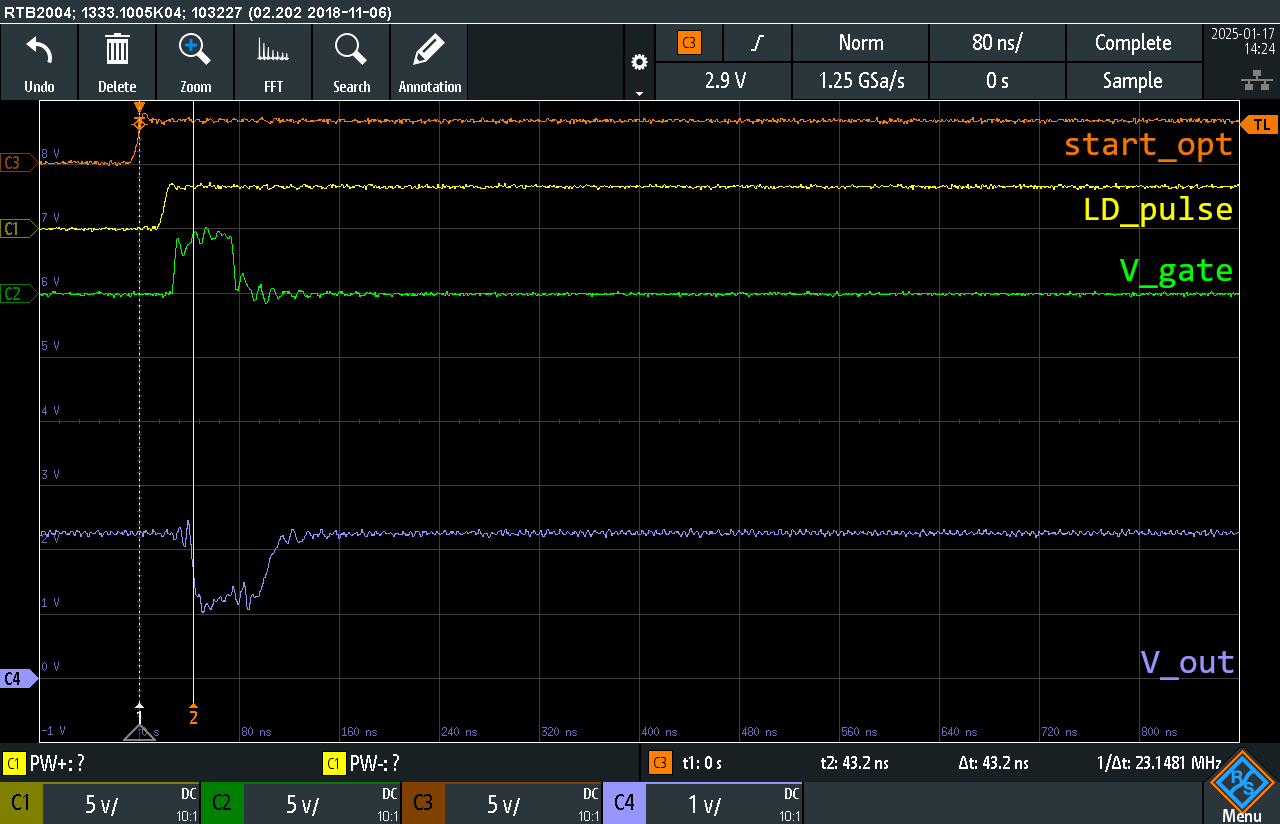 RTB2004; 1333.1005K04; 103227 (02.202 2018-11-06)
Undo Delete Zoom FFT Search Annotation
C3 Norm 80 ns/ Complete
2.9 V 1.25 GSa/s 0 s Sample
2025-01-17
14:24
TL
C3
8 V
start_opt
LD_pulse
C1
7 V
V_gate
C2
6 V
5 V
4 V
3 V
2 V
1 V
0 V
V_out
C4
-1 V
1 2
0 s 80 ns 160 ns 240 ns 320 ns 400 ns 480 ns 560 ns 640 ns 720 ns 800 ns
C1 PW+: ? C1 PW-: ? C3 t1: 0 s t2: 43.2 ns Δt: 43.2 ns 1/Δt: 23.1481 MHz
C1 5 V/ DC 10:1 C2 5 V/ DC 10:1 C3 5 V/ DC 10:1 C4 1 V/ DC 10:1
R&S
Menu